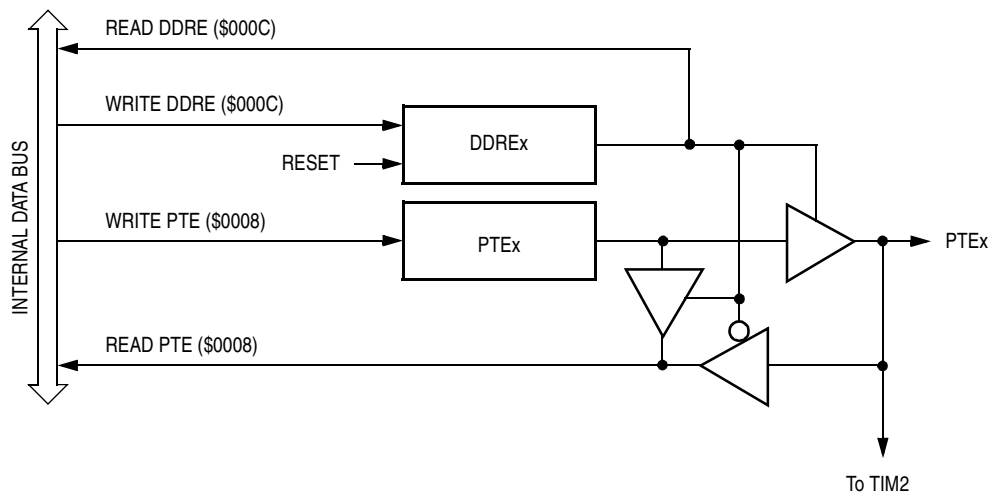 READ DDRE ($000C)
WRITE DDRE ($000C)
DDREx
RESET
INTERNAL DATA BUS
WRITE PTE ($0008)
PTEx
PTEx
READ PTE ($0008)
To TIM2